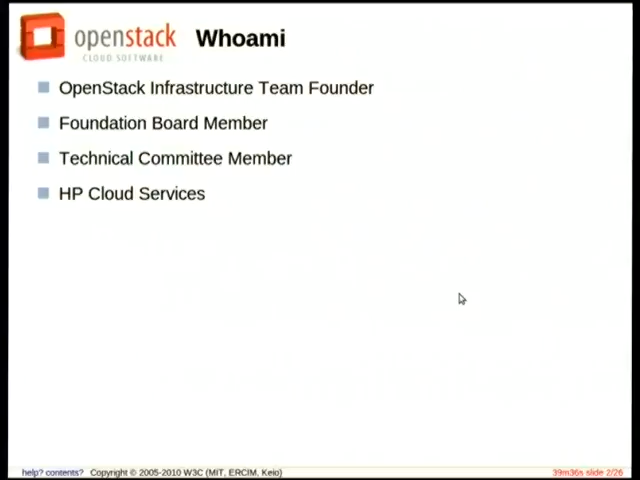 openstack
CLOUD SOFTWARE
Whoami
OpenStack Infrastructure Team Founder
Foundation Board Member
Technical Committee Member
HP Cloud Services
help? contents? Copyright © 2005-2010 W3C (MIT, ERCIM, Keio)
39m36s slide 2/26